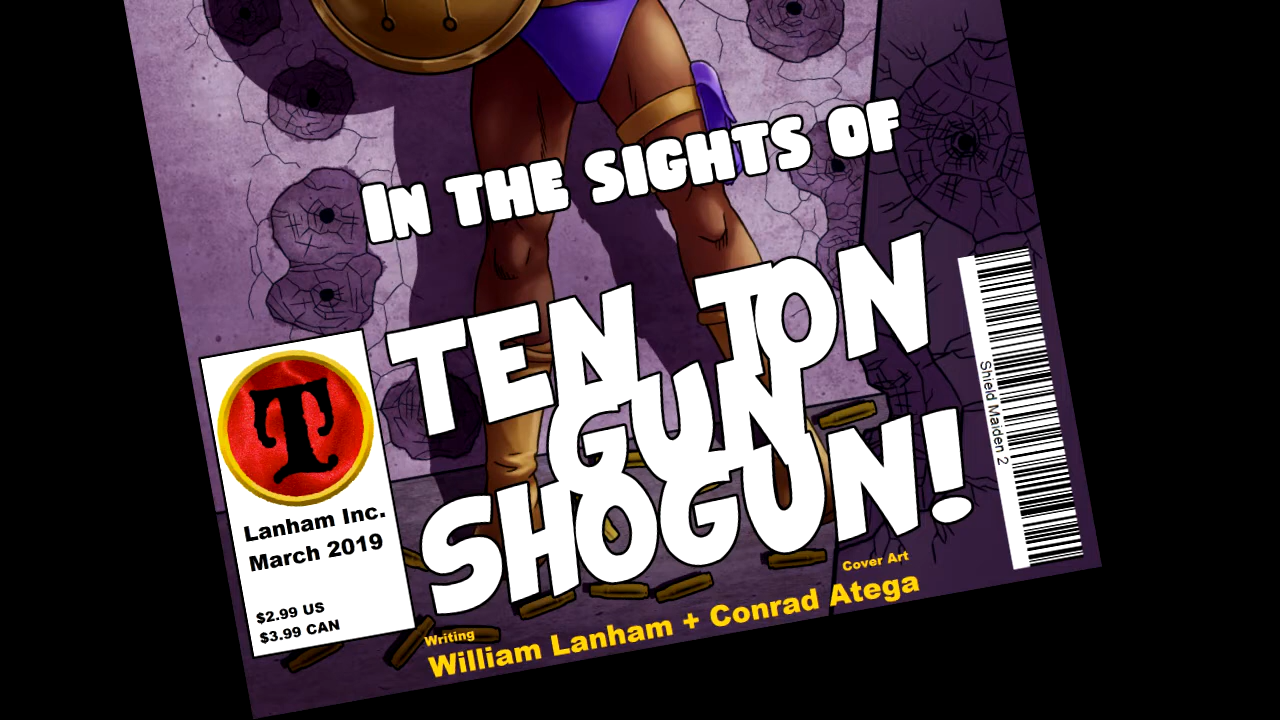 In the sights of
TEN TON
GUN
SHOGUN!
T
Lanham Inc.
March 2019
$2.99 US
$3.99 CAN
Shield Maiden 2
Writing
Cover Art
William Lanham + Conrad Atega